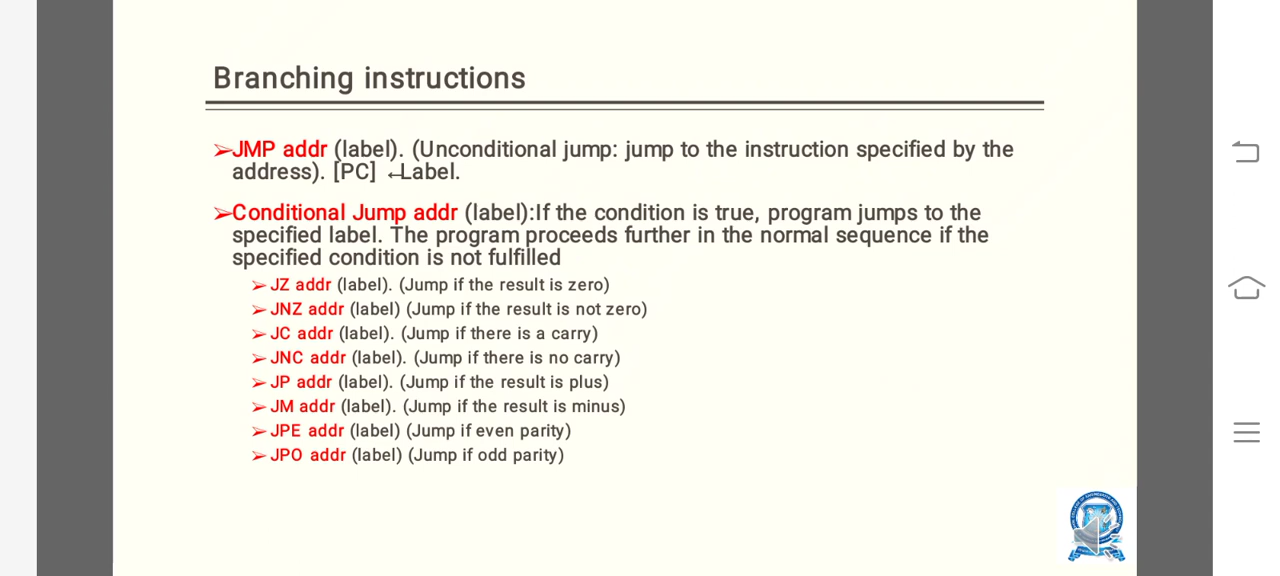 Branching instructions
➢JMP addr (label). (Unconditional jump: jump to the instruction specified by the
address). [PC] ←Label.
➢Conditional Jump addr (label):If the condition is true, program jumps to the
specified label. The program proceeds further in the normal sequence if the
specified condition is not fulfilled
➢ JZ addr (label). (Jump if the result is zero)
➢ JNZ addr (label) (Jump if the result is not zero)
➢ JC addr (label). (Jump if there is a carry)
➢ JNC addr (label). (Jump if there is no carry)
➢ JP addr (label). (Jump if the result is plus)
➢ JM addr (label). (Jump if the result is minus)
➢ JPE addr (label) (Jump if even parity)
➢ JPO addr (label) (Jump if odd parity)